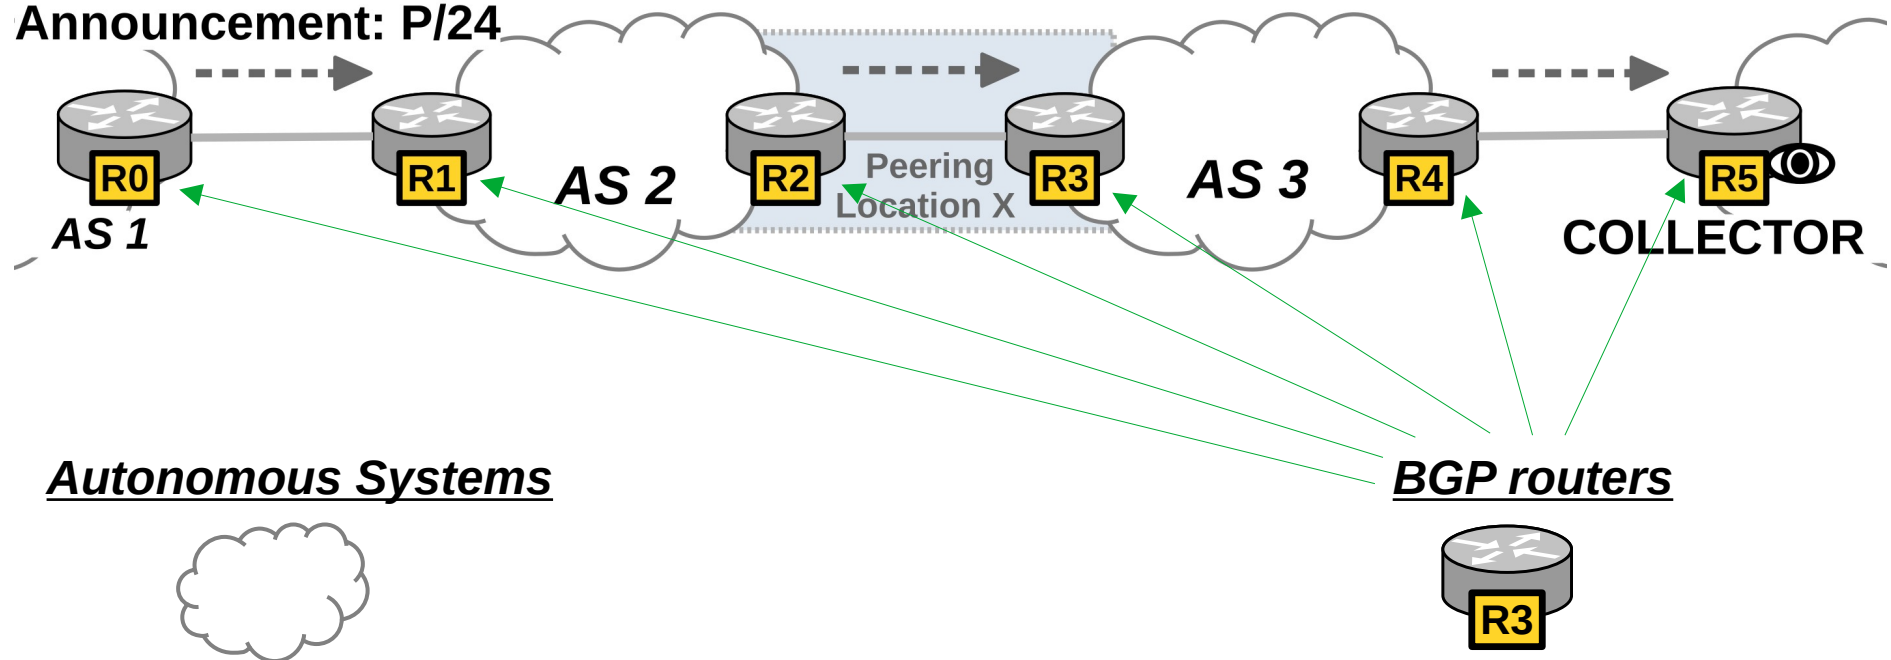 Announcement: P/24
R0
R1
R2
R3
R4
R5
AS 1
AS 2
Peering
Location X
AS 3
COLLECTOR
Autonomous Systems
BGP routers
R3